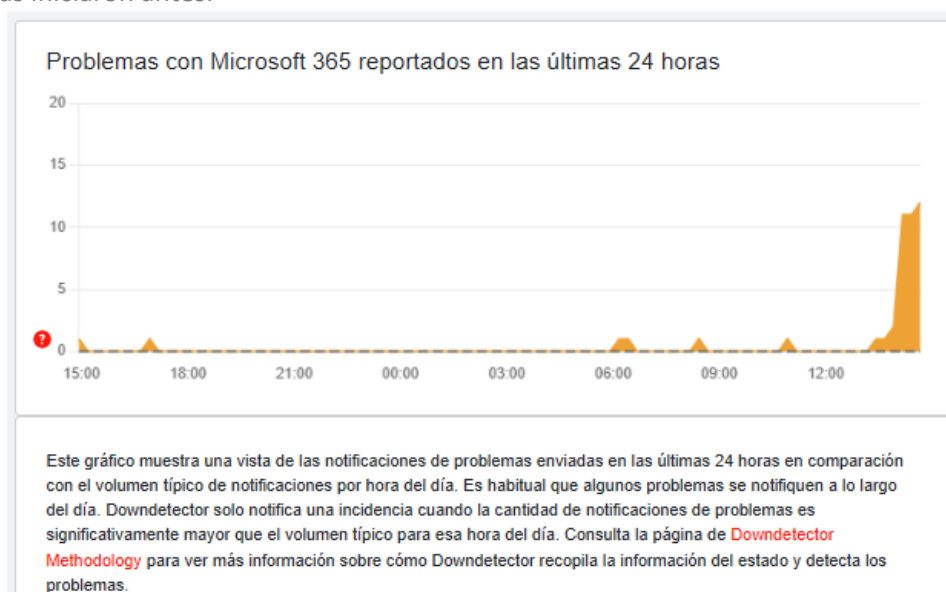 iniciaron antes.
Problemas con Microsoft 365 reportados en las últimas 24 horas
20
15
10
5
?
0
15:00 18:00 21:00 00:00 03:00 06:00 09:00 12:00
Este gráfico muestra una vista de las notificaciones de problemas enviadas en las últimas 24 horas en comparación
con el volumen típico de notificaciones por hora del día. Es habitual que algunos problemas se notifiquen a lo largo
del día. Downdetector solo notifica una incidencia cuando la cantidad de notificaciones de problemas es
significativamente mayor que el volumen típico para esa hora del día. Consulta la página de Downdetector
Methodology para ver más información sobre cómo Downdetector recopila la información del estado y detecta los
problemas.